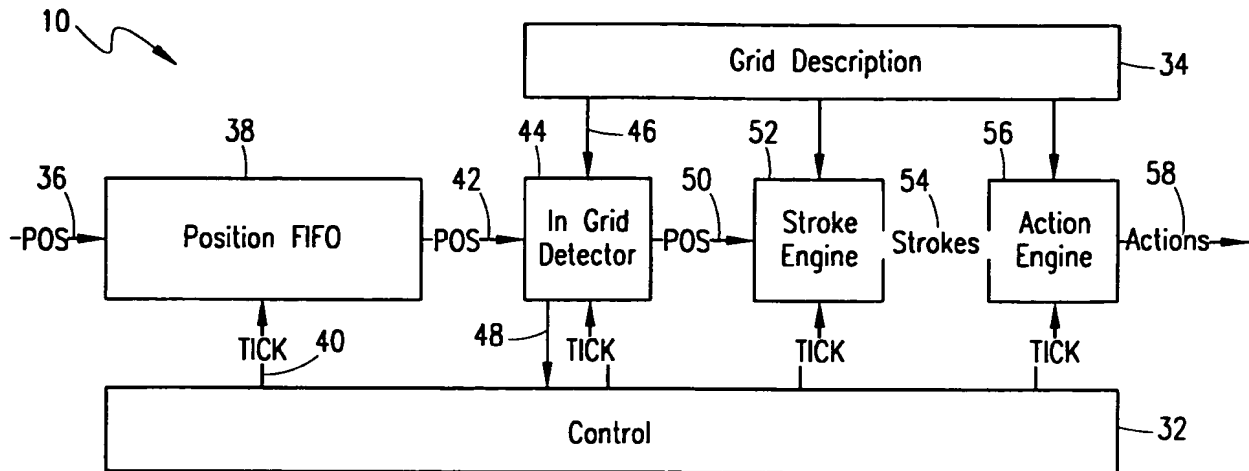 10
Grid Description
34
38
44
46
52
56
36
42
50
54
58
-POS
Position FIFO
POS
In Grid
Detector
POS
Stroke
Engine
Strokes
Action
Engine
Actions
TICK
40
48
TICK
TICK
TICK
Control
32